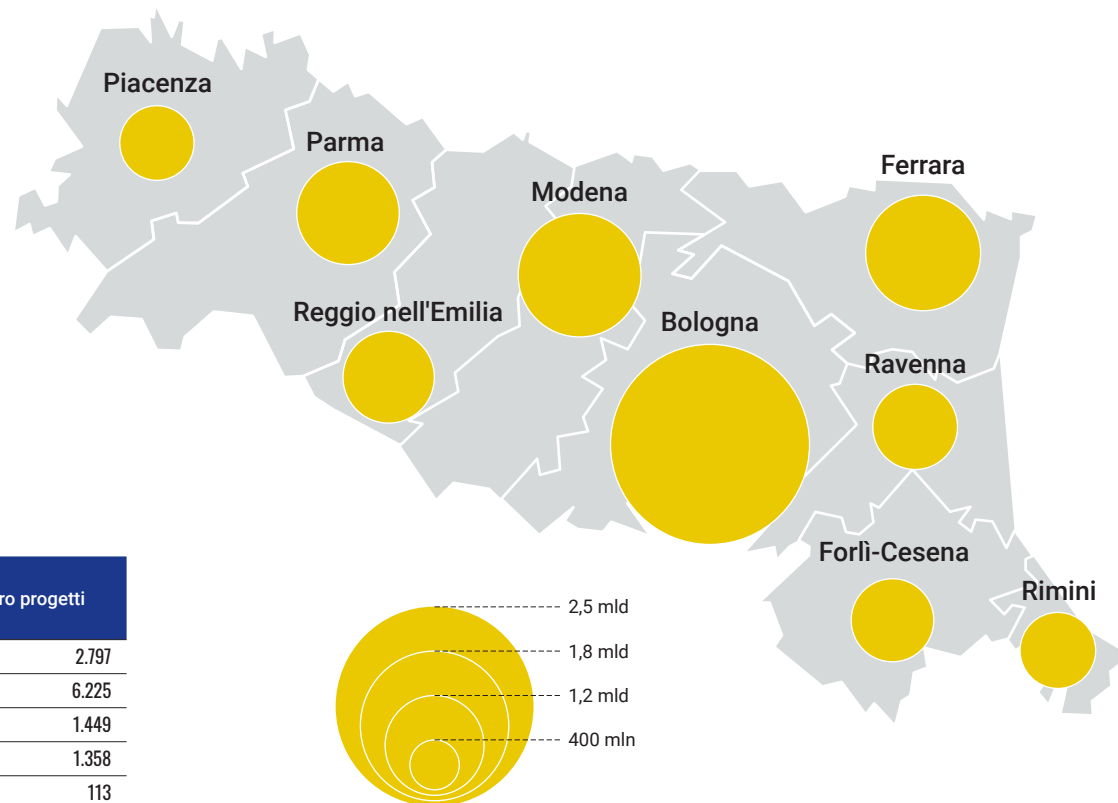 Piacenza
Parma
Modena
Ferrara
Reggio nell'Emilia
Bologna
Ravenna
Forlì-Cesena
Rimini
progetti
2.797
6.225
1.449
1.358
113
2,5 mld
1,8 mld
1,2 mld
400 mln